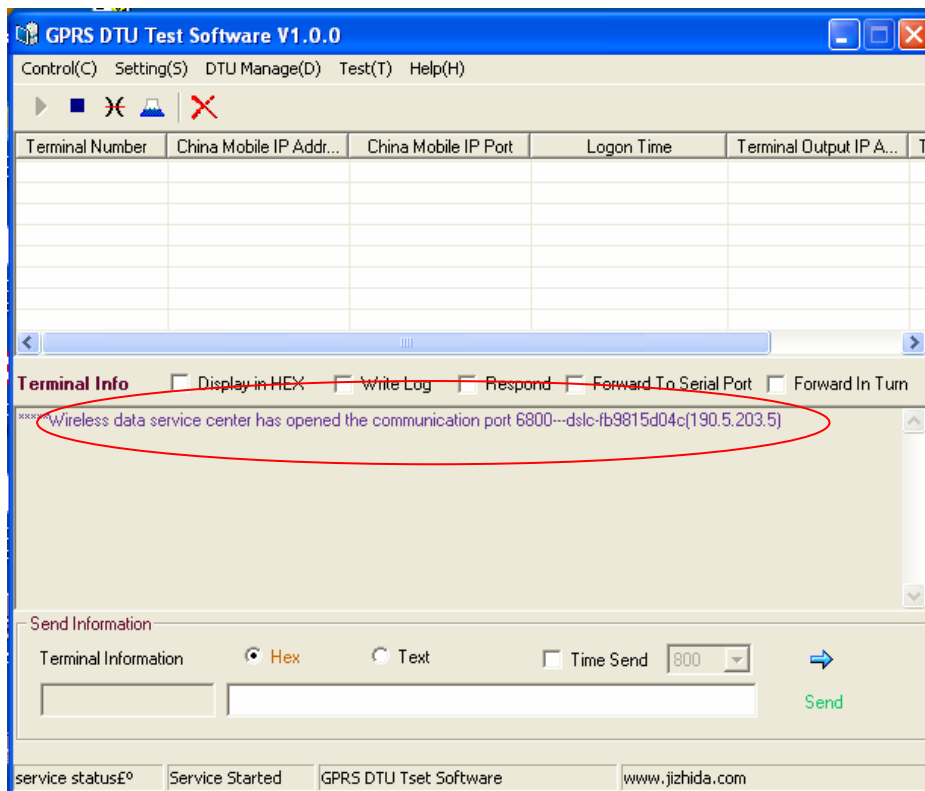 GPRS DTU Test Software V1.0.0
Control(C) Setting(S) DTU Manage(D) Test(T) Help(H)
Terminal Number China Mobile IP Addr... China Mobile IP Port Logon Time Terminal Output IP A... T
Terminal Info Display in HEX Write Log Respond Forward To Serial Port Forward In Turn
*****Wireless data service center has opened the communication port 6800---dslc-fb9815d04c(190.5.203.5)
Send Information
Terminal Information Hex Text Time Send 800
Send
service status£º Service Started GPRS DTU Tset Software www.jizhida.com